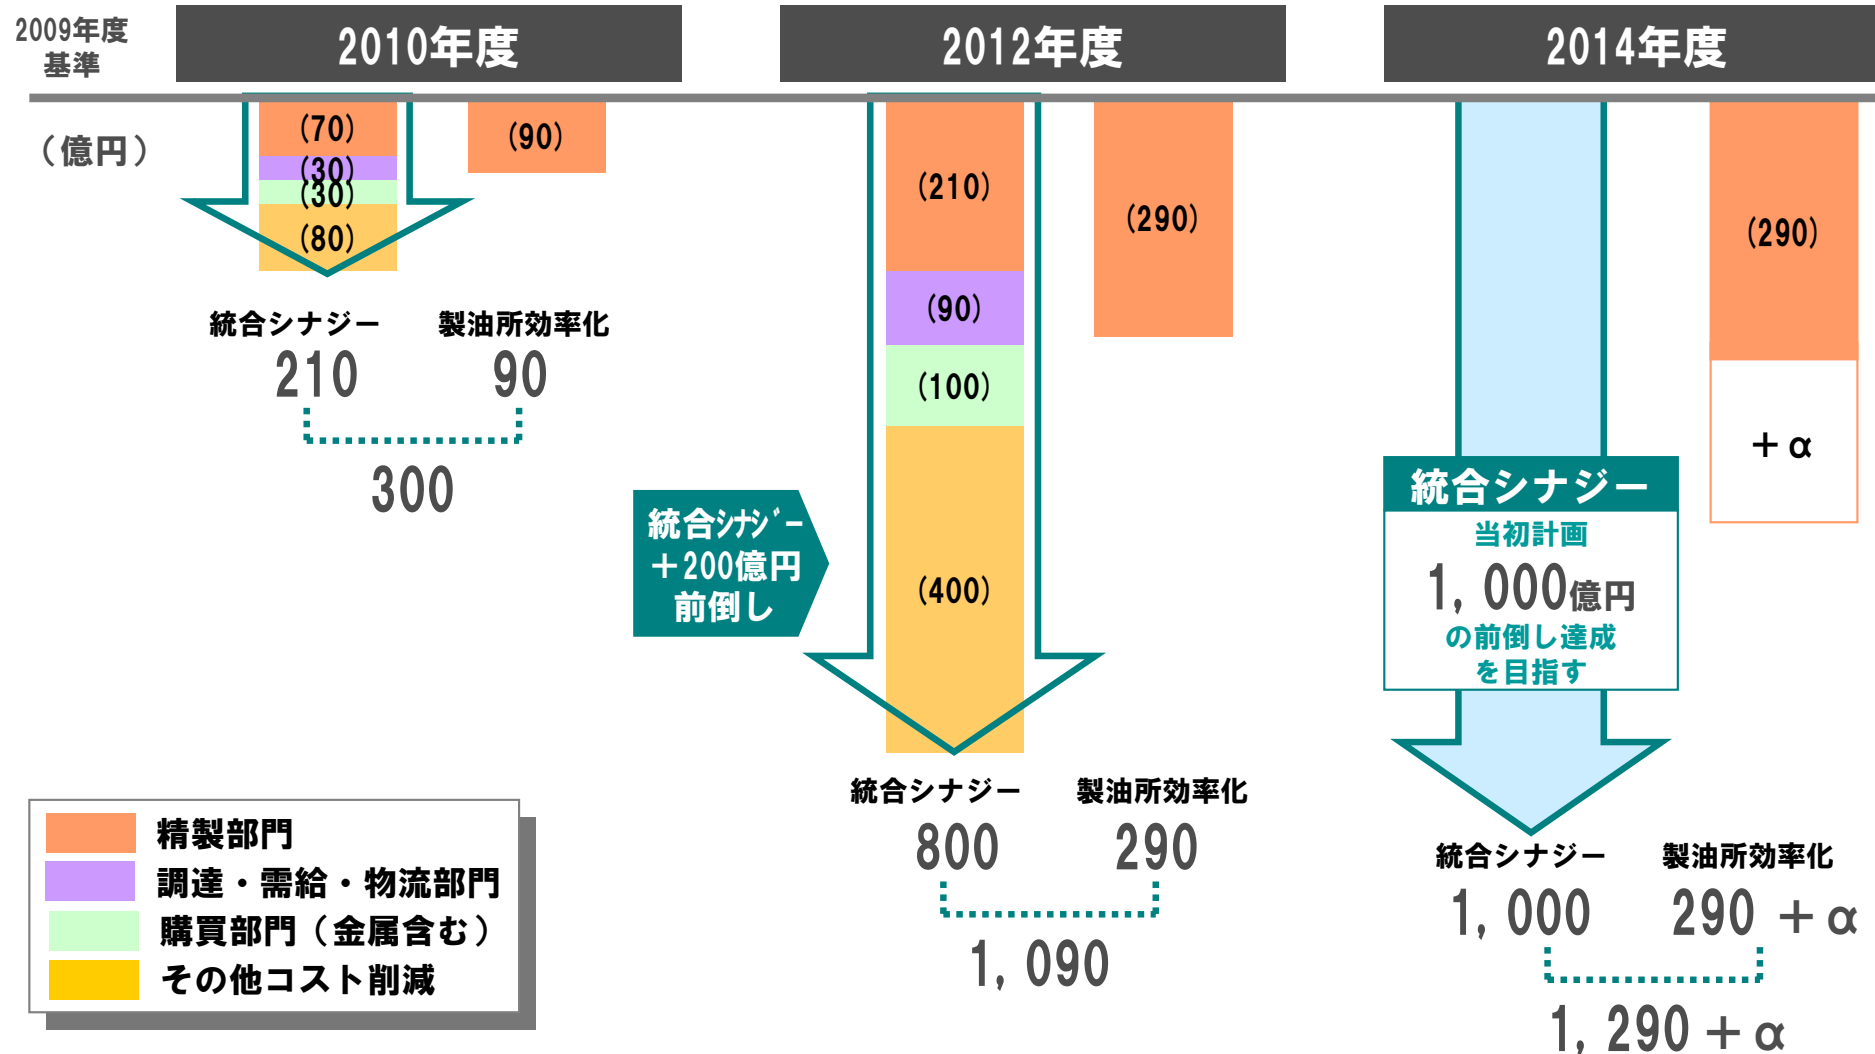 2009年度
基準
2010年度
2012年度
2014年度
（億円）
(70)
(30)
(30)
(80)
(90)
統合シナジー
製油所効率化
210
90
300
(210)
(90)
(100)
(400)
(290)
統合ｼﾅｼﾞｰ
＋200億円
前倒し
統合シナジー
製油所効率化
800
290
1, 090
(290)
＋α
統合シナジー
当初計画
1, 000億円
の前倒し達成
を目指す
統合シナジー
製油所効率化
1, 000
290＋α
1, 290＋α
精製部門
調達・需給・物流部門
購買部門（金属含む）
その他コスト削減